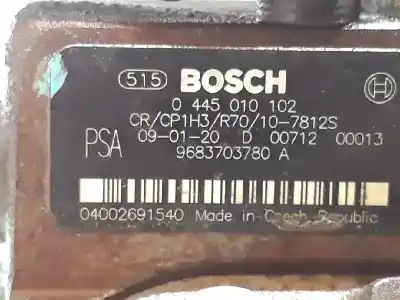 515 BOSCH
0 445 010 102
CR/CP1H3/R70/10-7812S
PSA 09-01-20 D 00712 00013
9683703780 A
04002691540 Made in Czech Republic